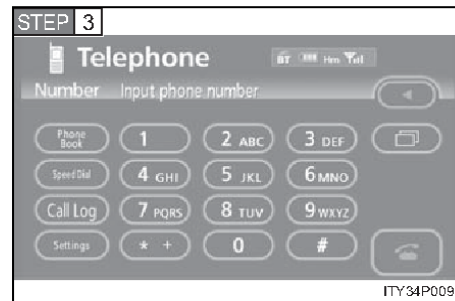 STEP 3
Telephone BT Hm
Number Input phone number
Phone Book 1 2 ABC 3 DEF
Speed Dial 4 GHI 5 JKL 6 MNO
Call Log 7 PQRS 8 TUV 9 WXYZ
Settings * + 0 #
ITY34P009